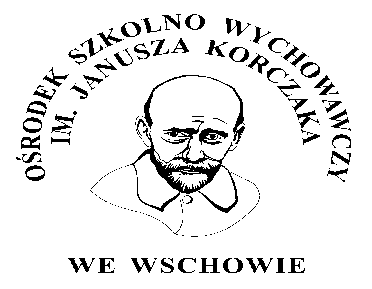 OŚRODEK SZKOLNO WYCHOWAWCZY
IM. JANUSZA KORCZAKA
WE WSCHOWIE